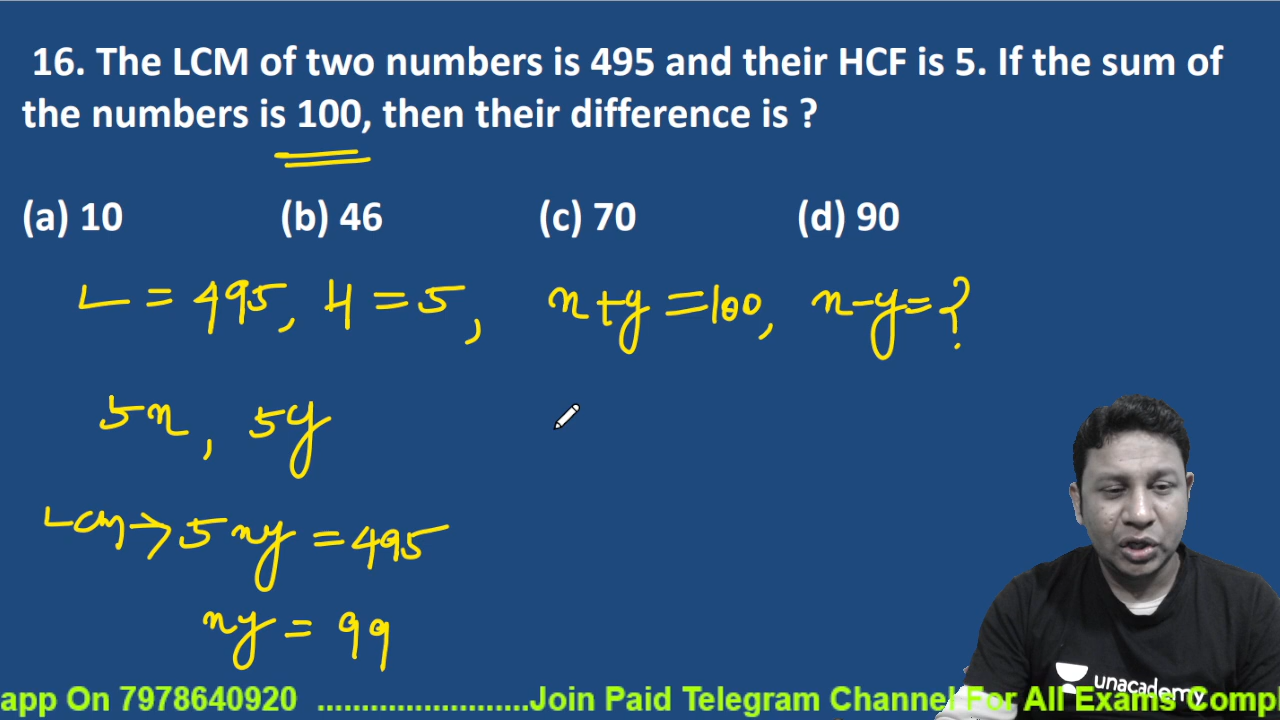 16. The LCM of two numbers is 495 and their HCF is 5. If the sum of
the numbers is 100, then their difference is ?
(a) 10 (b) 46 (c) 70 (d) 90
L = 495, H = 5, x+y = 100, x-y = ?
5x, 5y
LCM → 5xy = 495
xy = 99
unacademy
app On 7978640920 ........................Join Paid Telegram Channel For All Exams Compl